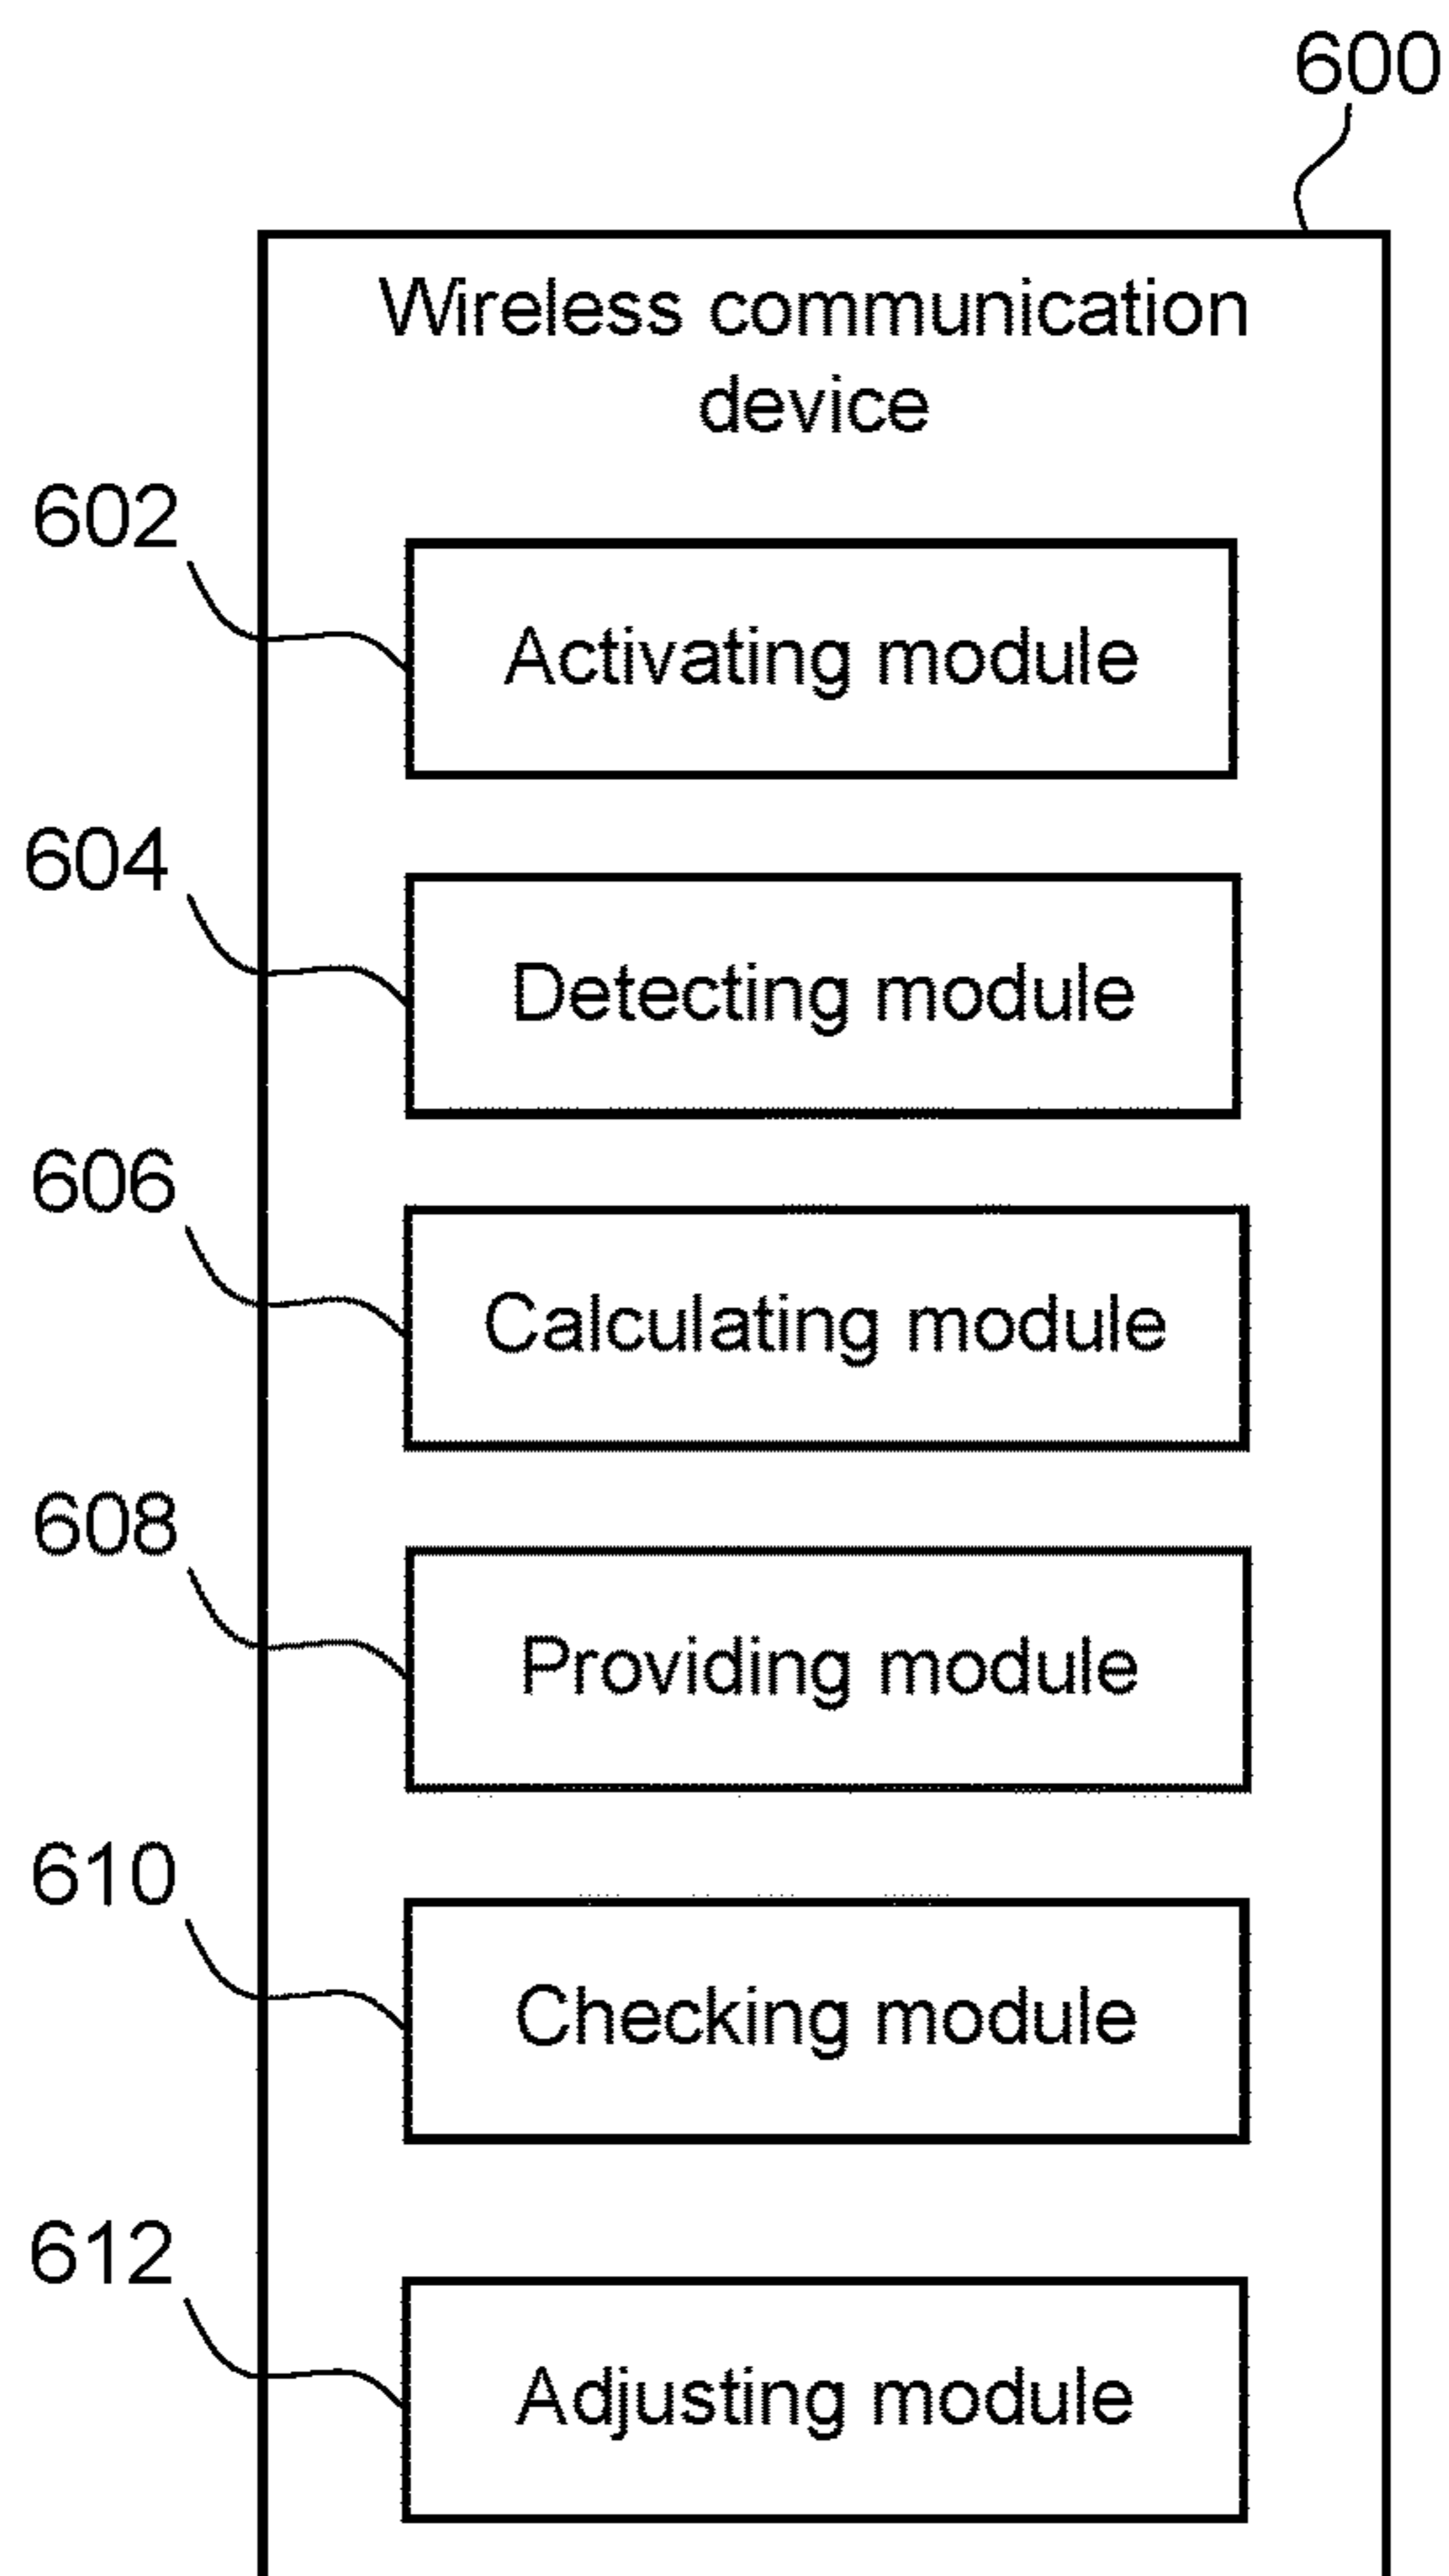 600
Wireless communication
device
602
Activating module
604
Detecting module
606
Calculating module
608
Providing module
610
Checking module
612
Adjusting module